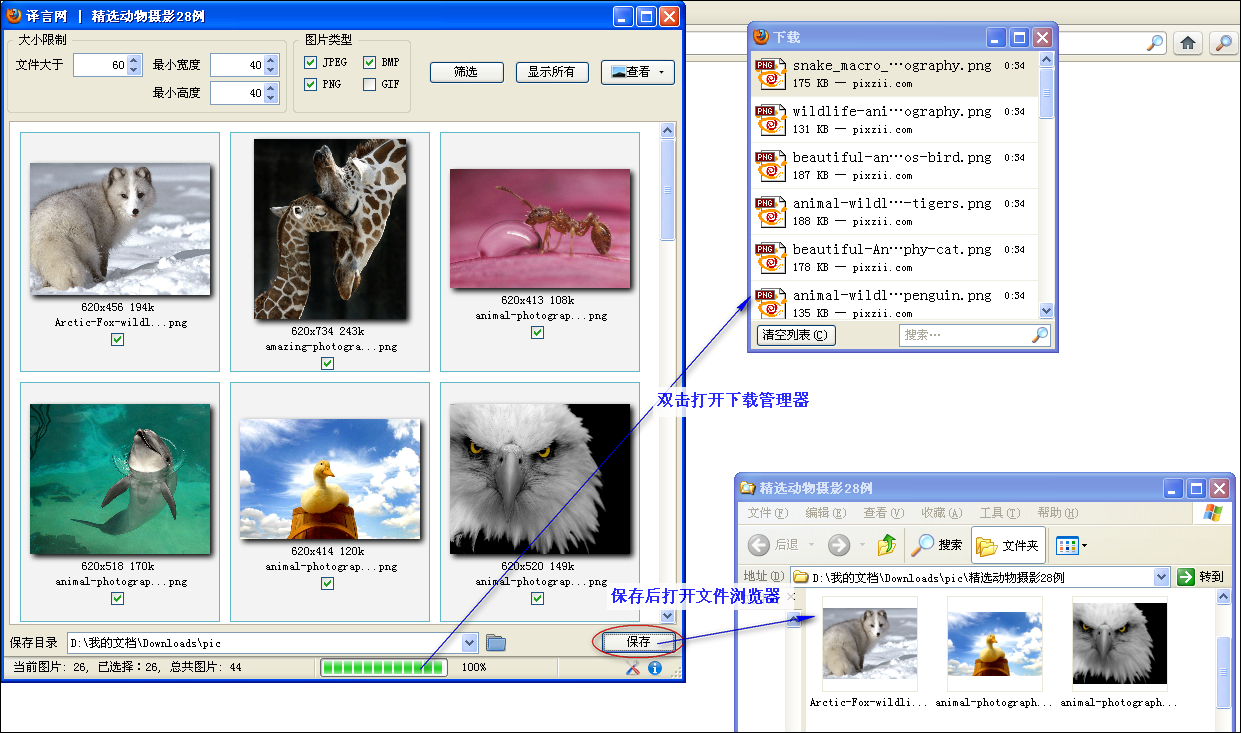 译言网 | 精选动物摄影28例
大小限制
文件大于 60 最小宽度 40
最小高度 40
图片类型
JPEG BMP
PNG GIF
筛选 显示所有 查看
620x456 194k
Arctic-Fox-wildl...png
620x734 243k
amazing-photogra...png
620x413 108k
animal-photograp...png
620x518 170k
animal-photograp...png
620x414 120k
animal-photograp...png
620x520 149k
animal-photograp...png
保存目录 D:\我的文档\Downloads\pic 保存
当前图片: 26, 已选择：26, 总共图片: 44 100%
下载
PNG snake_macro_…ography.png 0:34
175 KB — pixzii.com
PNG wildlife-ani…ography.png 0:34
131 KB — pixzii.com
PNG beautiful-an…os-bird.png 0:34
187 KB — pixzii.com
PNG animal-wildl…-tigers.png 0:34
188 KB — pixzii.com
PNG beautiful-An…phy-cat.png 0:34
178 KB — pixzii.com
PNG animal-wildl…penguin.png 0:34
135 KB — pixzii.com
清空列表 (C) 搜索…
双击打开下载管理器
保存后打开文件浏览器
精选动物摄影28例
文件(F) 编辑(E) 查看(V) 收藏(A) 工具(T) 帮助(H)
后退 搜索 文件夹
地址(D) D:\我的文档\Downloads\pic\精选动物摄影28例 转到
Arctic-Fox-wildli... animal-photograph... animal-photograph...